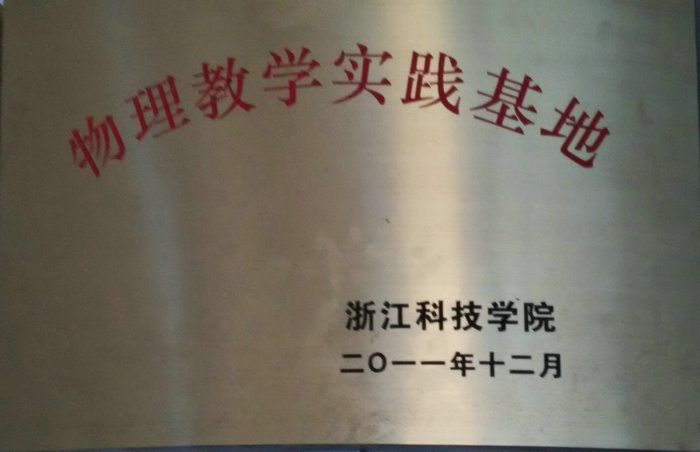 物理教学实践基地
浙江科技学院
二〇一一年十二月